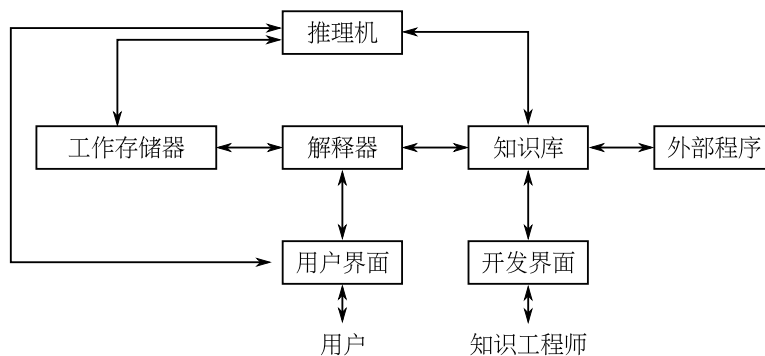 推理机
工作存储器
解释器
知识库
外部程序
用户界面
开发界面
用户
知识工程师